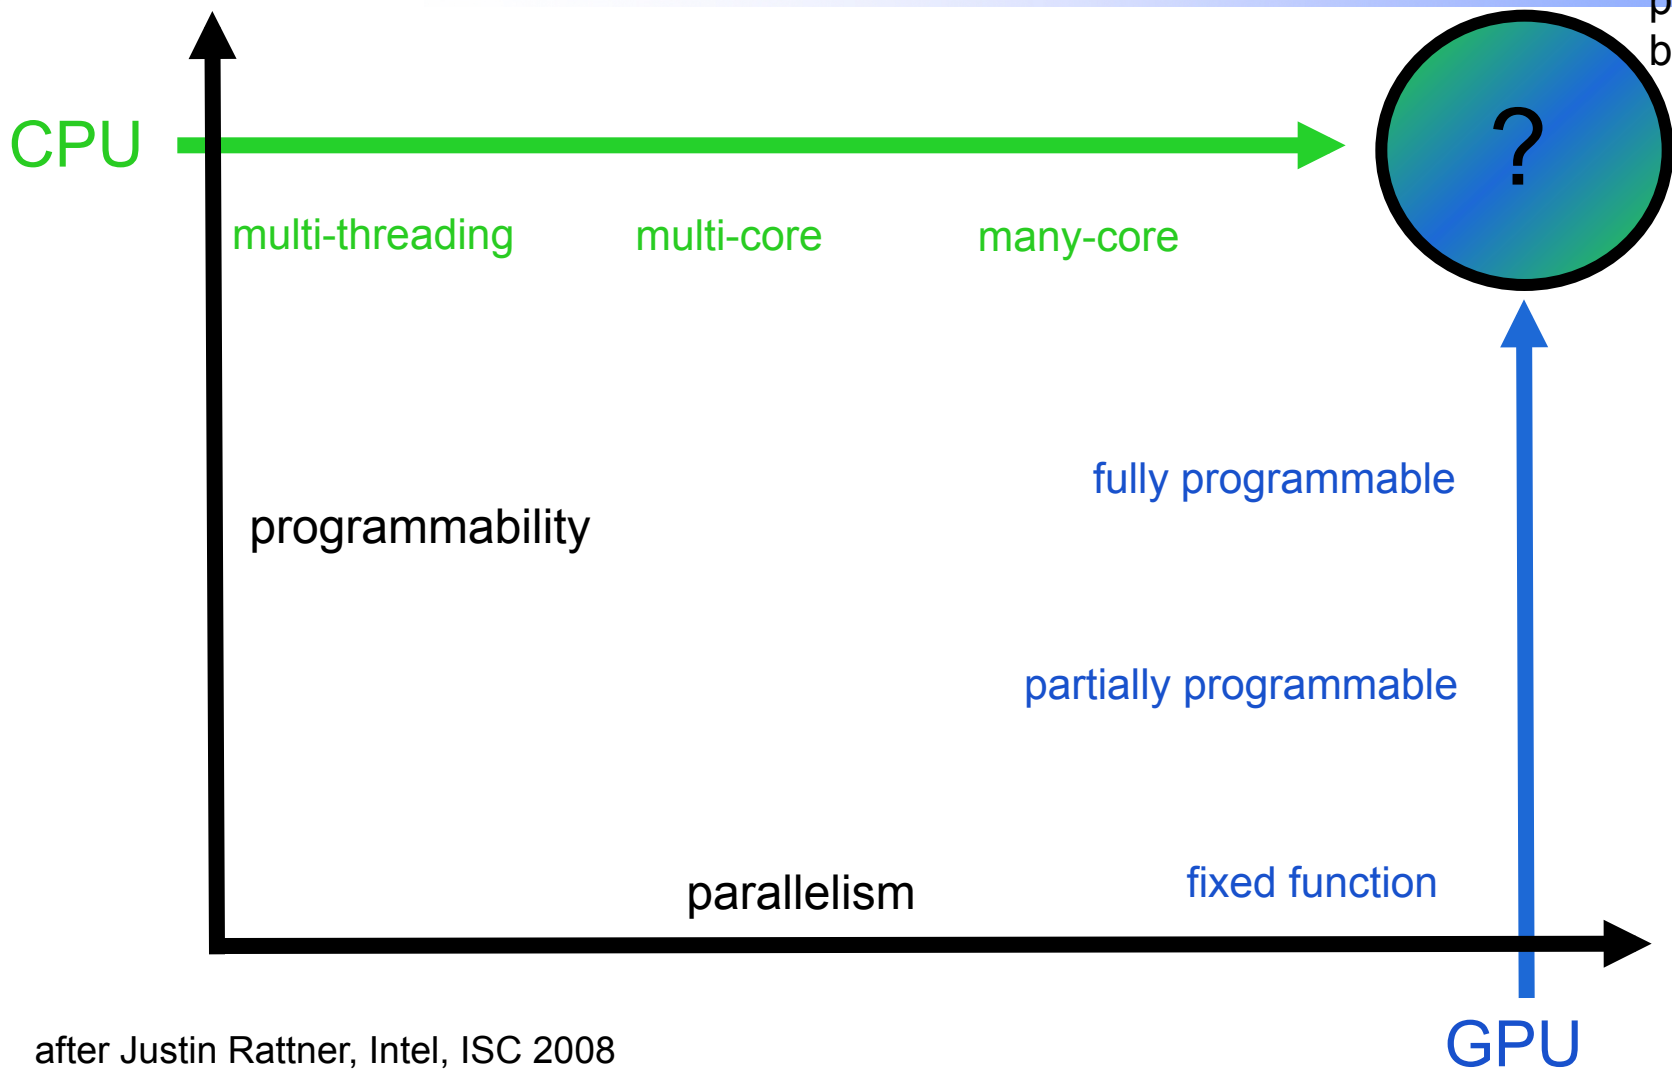 CPU
?
multi-threading multi-core many-core
fully programmable
programmability
partially programmable
fixed function
parallelism
after Justin Rattner, Intel, ISC 2008
GPU